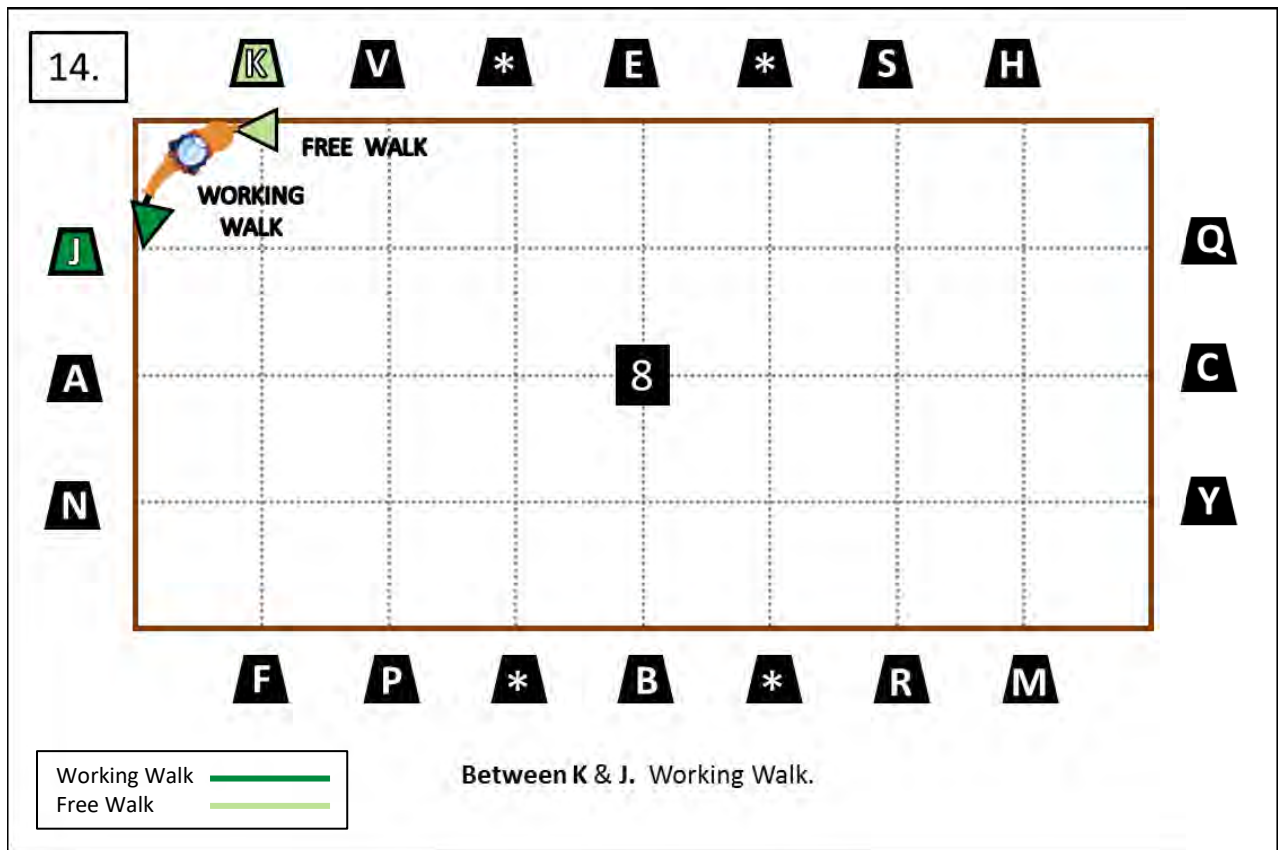 14.
K V * E * S H
FREE WALK
WORKING
WALK
J
Q
A
8
C
N
Y
F P * B * R M
Working Walk
Free Walk
Between K & J. Working Walk.